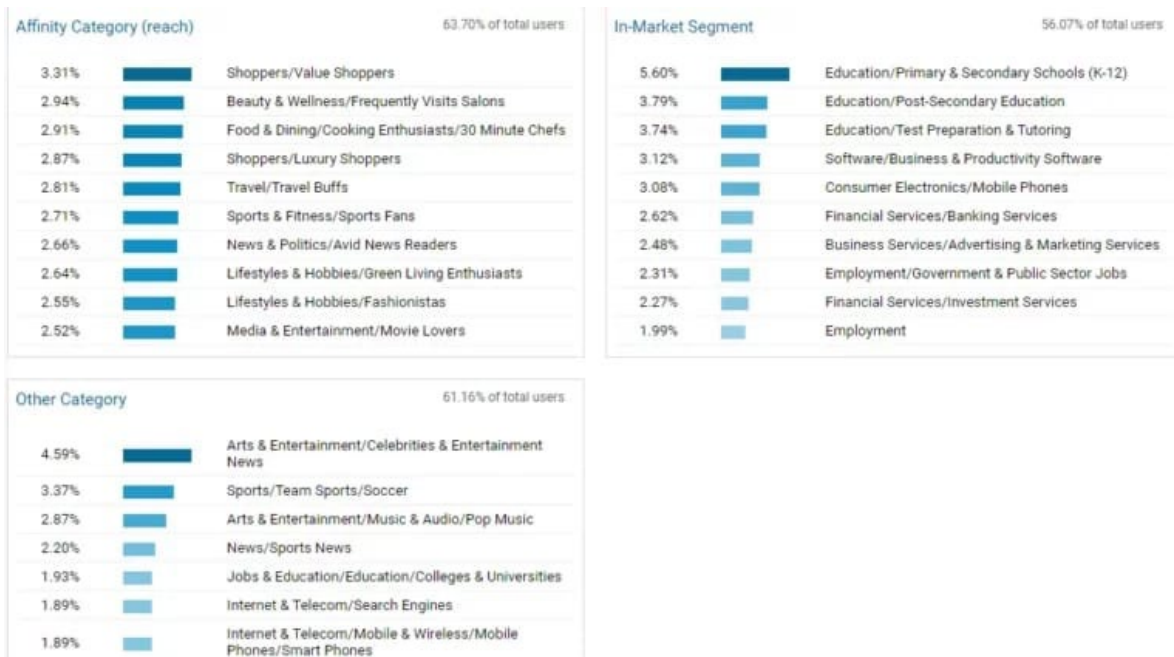 Affinity Category (reach) 63.70% of total users
3.31% Shoppers/Value Shoppers
2.94% Beauty & Wellness/Frequently Visits Salons
2.91% Food & Dining/Cooking Enthusiasts/30 Minute Chefs
2.87% Shoppers/Luxury Shoppers
2.81% Travel/Travel Buffs
2.71% Sports & Fitness/Sports Fans
2.66% News & Politics/Avid News Readers
2.64% Lifestyles & Hobbies/Green Living Enthusiasts
2.55% Lifestyles & Hobbies/Fashionistas
2.52% Media & Entertainment/Movie Lovers
In-Market Segment 56.07% of total users
5.60% Education/Primary & Secondary Schools (K-12)
3.79% Education/Post-Secondary Education
3.74% Education/Test Preparation & Tutoring
3.12% Software/Business & Productivity Software
3.08% Consumer Electronics/Mobile Phones
2.62% Financial Services/Banking Services
2.48% Business Services/Advertising & Marketing Services
2.31% Employment/Government & Public Sector Jobs
2.27% Financial Services/Investment Services
1.99% Employment
Other Category 61.16% of total users
4.59% Arts & Entertainment/Celebrities & Entertainment
News
3.37% Sports/Team Sports/Soccer
2.87% Arts & Entertainment/Music & Audio/Pop Music
2.20% News/Sports News
1.93% Jobs & Education/Education/Colleges & Universities
1.89% Internet & Telecom/Search Engines
1.89% Internet & Telecom/Mobile & Wireless/Mobile
Phones/Smart Phones